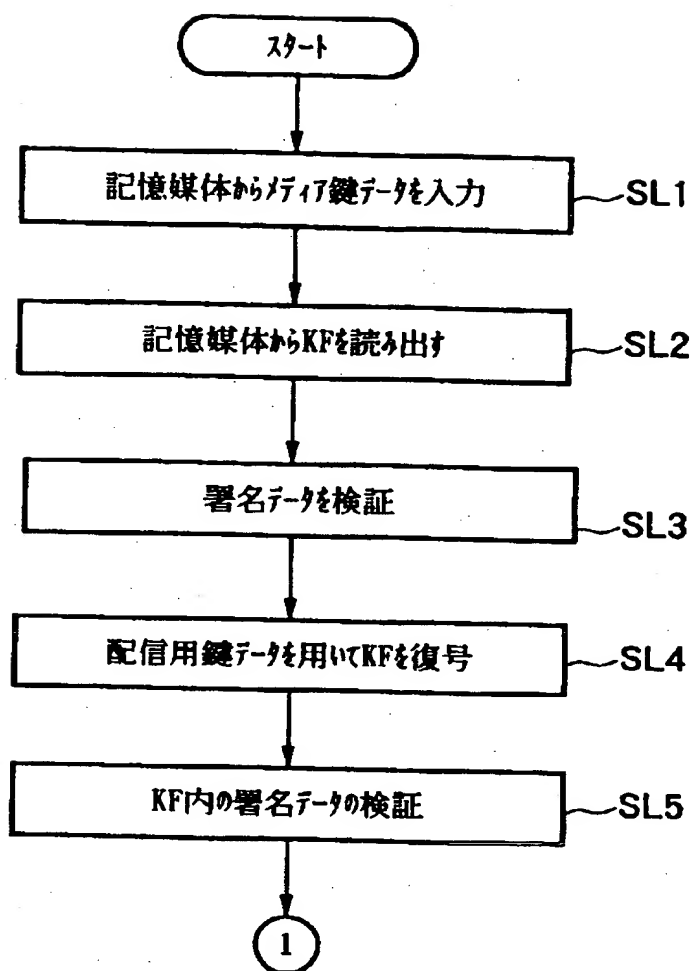 スタート
記憶媒体からメディア鍵データを入力
SL1
記憶媒体からKFを読み出す
SL2
署名データを検証
SL3
配信用鍵データを用いてKFを復号
SL4
KF内の署名データの検証
SL5
1